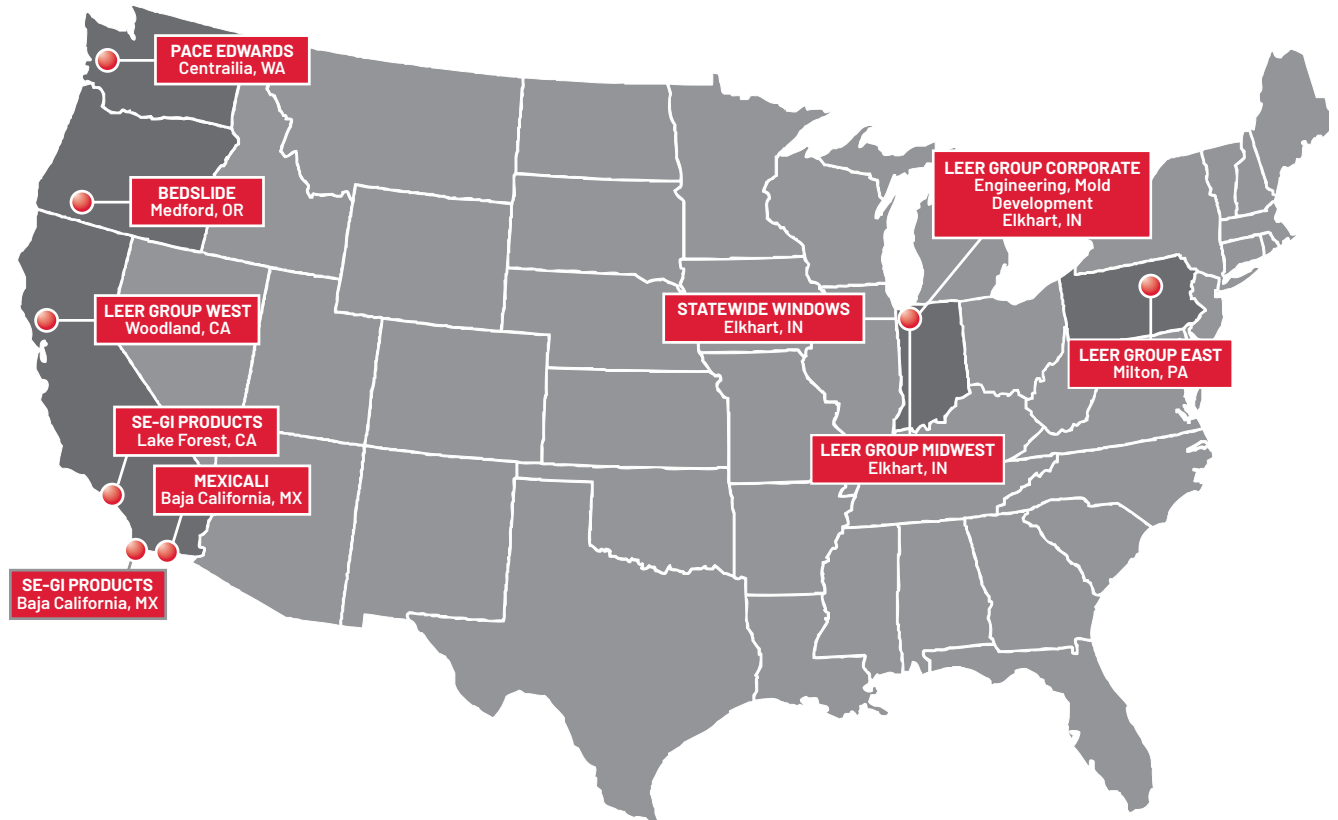 PACE EDWARDS
Centrailia, WA
BEDSLIDE
Medford, OR
LEER GROUP WEST
Woodland, CA
SE-GI PRODUCTS
Lake Forest, CA
MEXICALI
Baja California, MX
SE-GI PRODUCTS
Baja California, MX
LEER GROUP CORPORATE
Engineering, Mold
Development
Elkhart, IN
STATEWIDE WINDOWS
Elkhart, IN
LEER GROUP MIDWEST
Elkhart, IN
LEER GROUP EAST
Milton, PA